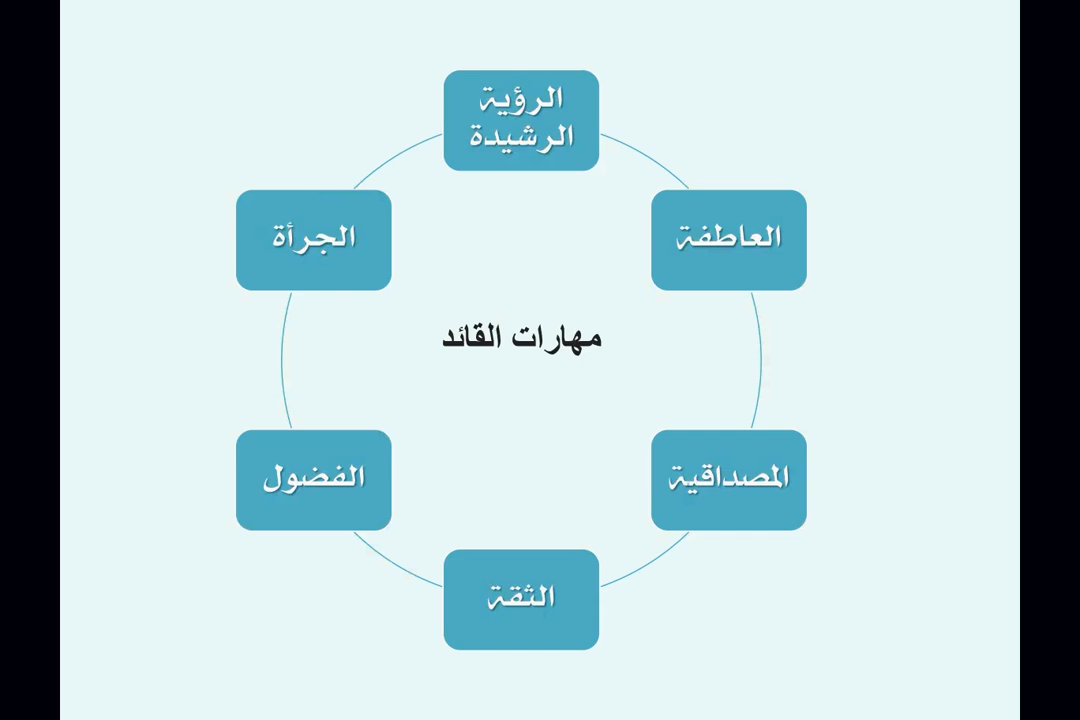 الرؤية
الرشيدة
العاطفة
المصداقية
الثقة
الفضول
الجرأة
مهارات القائد